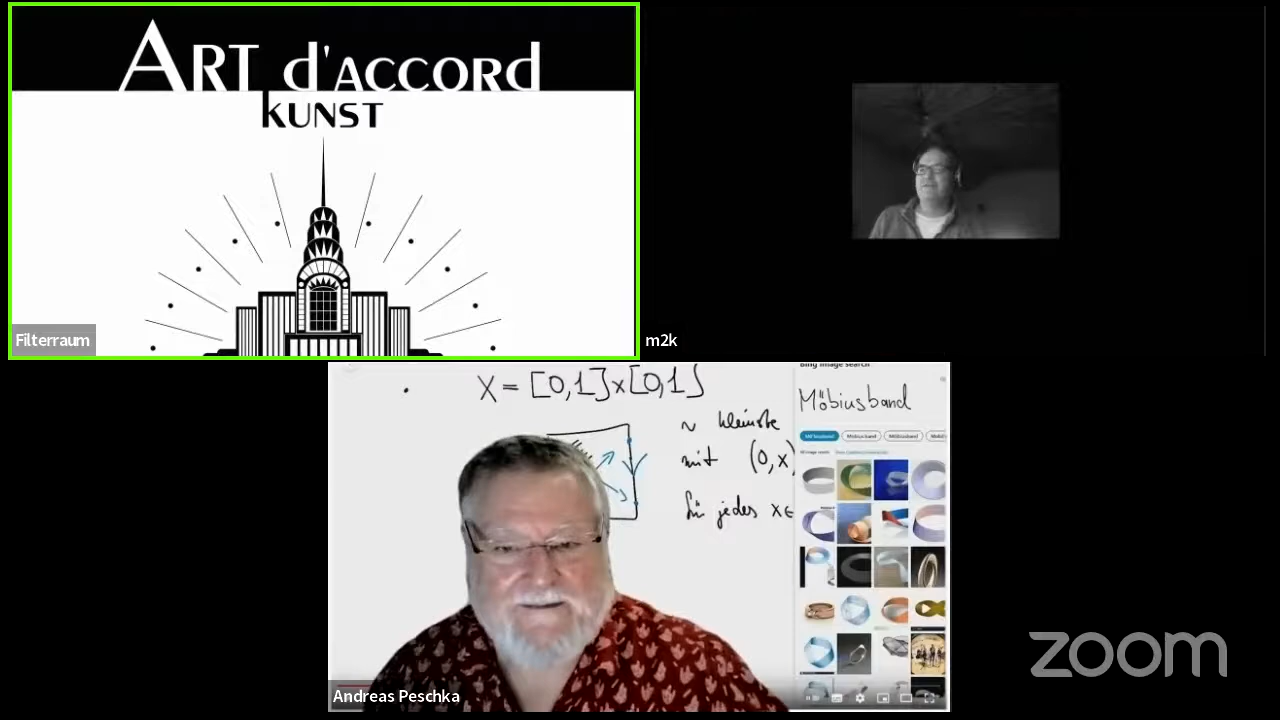 ART d'ACCORD
KUNST
Filterraum
m2k
X = [0,1]x[0,1]
~ kleinste
mit (0,x)
für jedes x∈
Bing image search
Möbiusband
Andreas Peschka
zoom